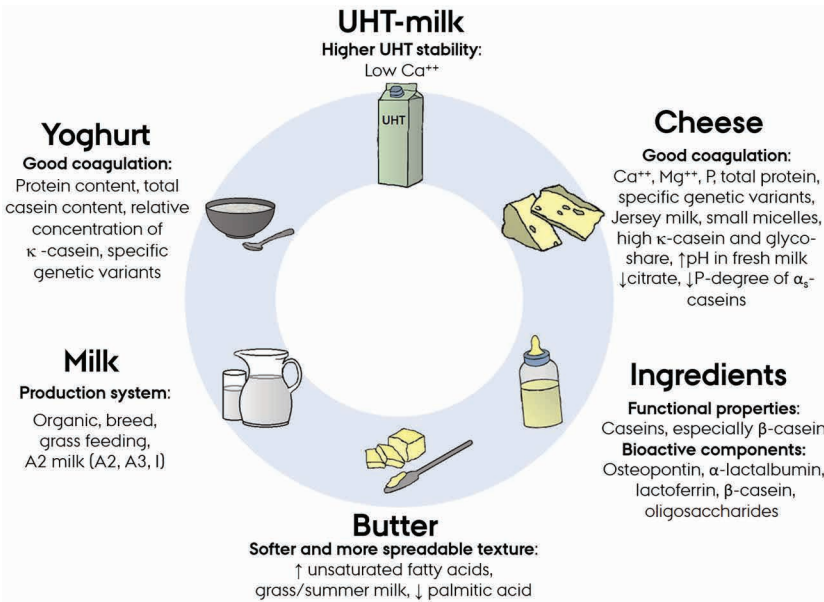 UHT-milk
Higher UHT stability:
Low Ca⁺⁺
UHT
Cheese
Good coagulation:
Ca⁺⁺, Mg⁺⁺, P, total protein,
specific genetic variants,
Jersey milk, small micelles,
high κ-casein and glyco-
share, ↑pH in fresh milk
↓citrate, ↓P-degree of αₛ-
caseins
Ingredients
Functional properties:
Caseins, especially β-casein
Bioactive components:
Osteopontin, α-lactalbumin,
lactoferrin, β-casein,
oligosaccharides
Butter
Softer and more spreadable texture:
↑ unsaturated fatty acids,
grass/summer milk, ↓ palmitic acid
Milk
Production system:
Organic, breed,
grass feeding,
A2 milk (A2, A3, I)
Yoghurt
Good coagulation:
Protein content, total
casein content, relative
concentration of
κ -casein, specific
genetic variants